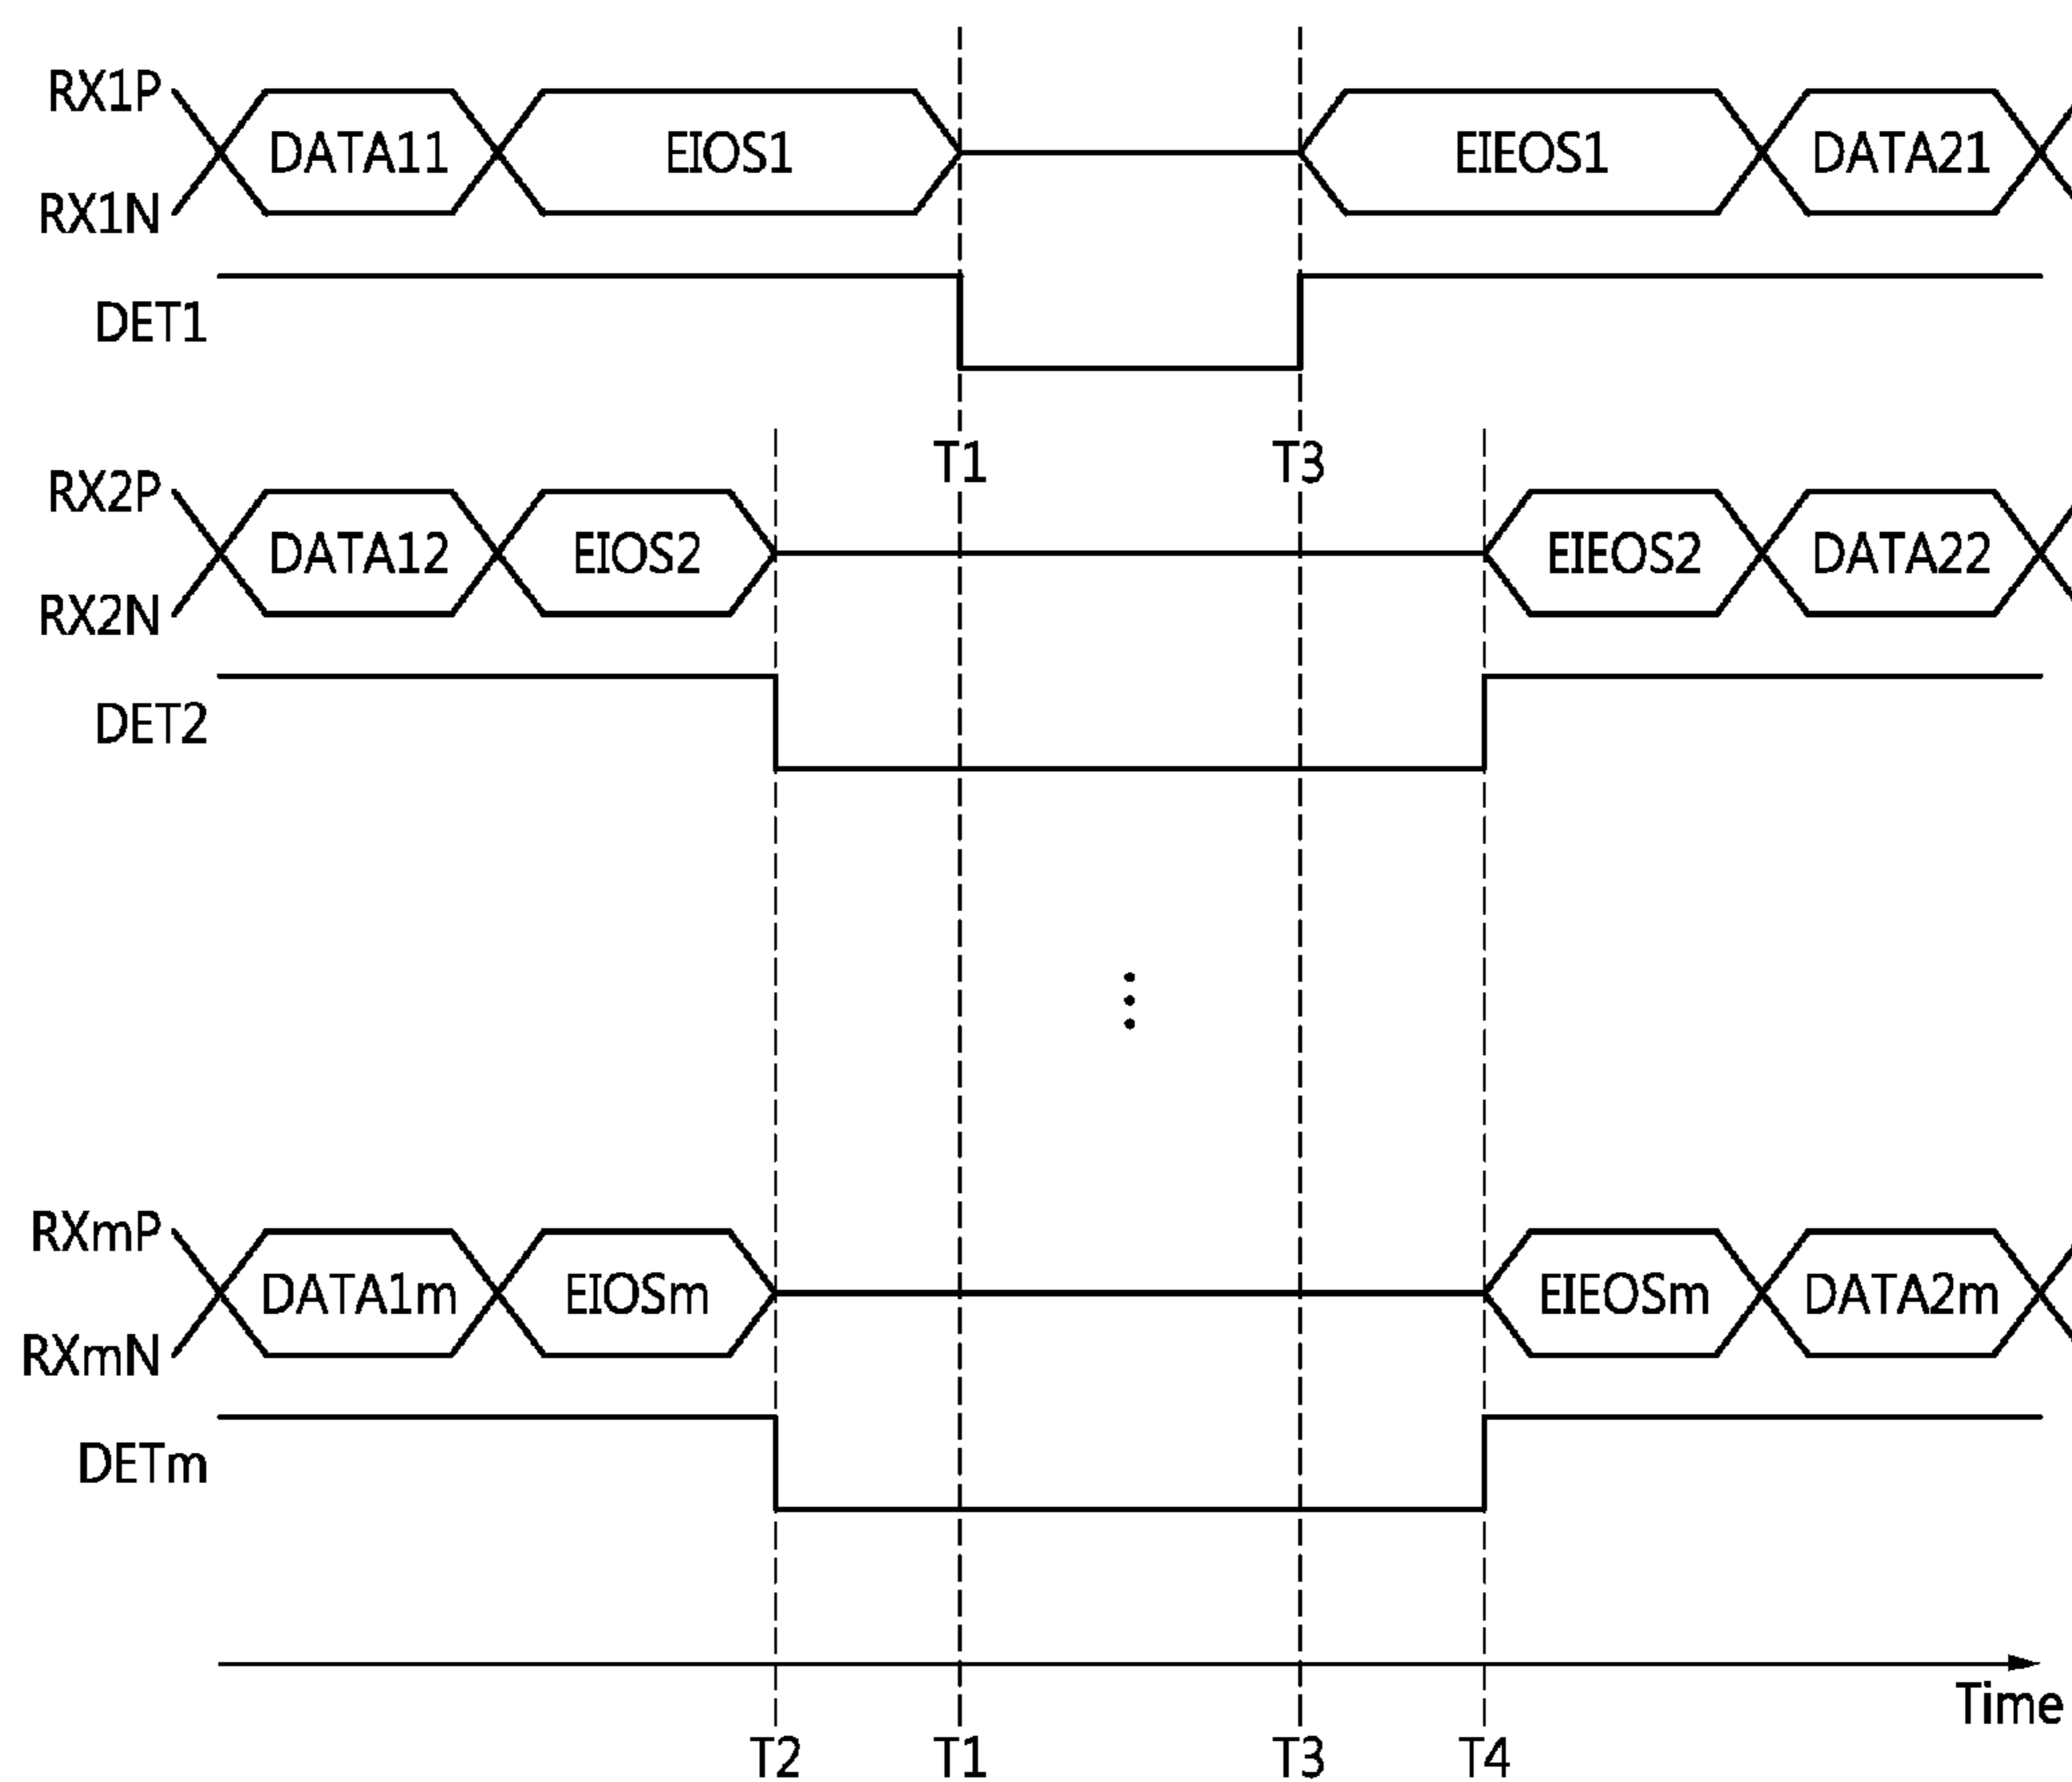 RX1P
DATA11 EIOS1 EIEOS1 DATA21
RX1N
DET1
T1 T3
RX2P
DATA12 EIOS2 EIEOS2 DATA22
RX2N
DET2
RXmP
DATA1m EIOSm EIEOSm DATA2m
RXmN
DETm
Time
T2 T1 T3 T4